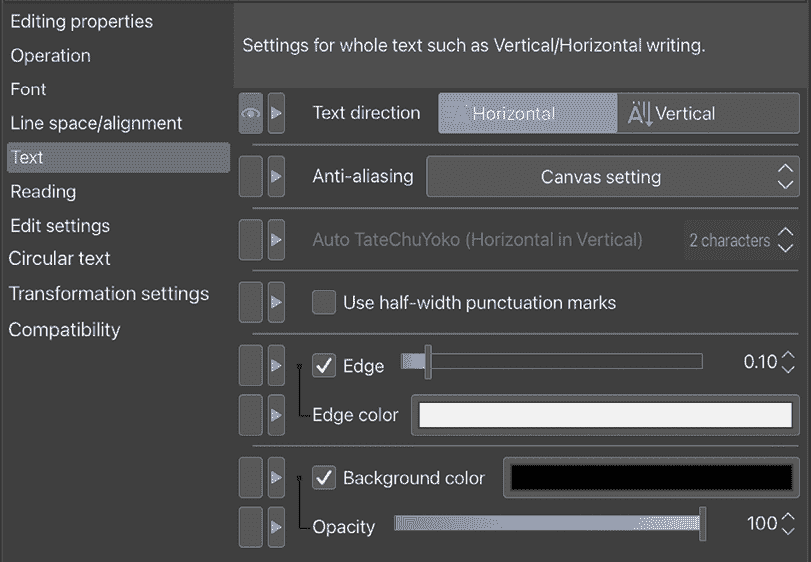 Editing properties
Operation
Font
Line space/alignment
Text
Reading
Edit settings
Circular text
Transformation settings
Compatibility
Settings for whole text such as Vertical/Horizontal writing.
Text direction Horizontal A Vertical
Anti-aliasing Canvas setting
Auto TateChuYoko (Horizontal in Vertical) 2 characters
Use half-width punctuation marks
Edge 0.10
Edge color
Background color
Opacity 100